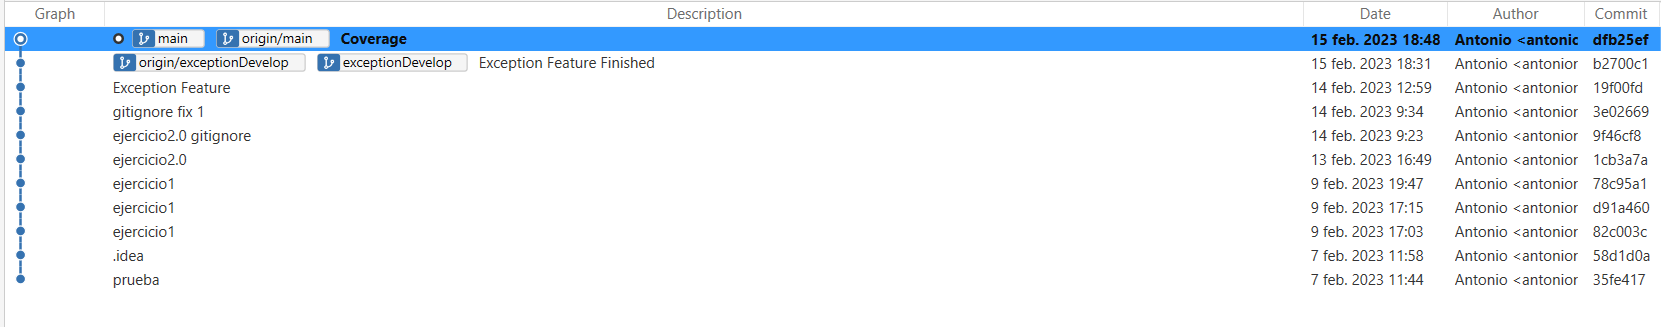 Graph Description Date Author Commit
main origin/main Coverage 15 feb. 2023 18:48 Antonio <antonic dfb25ef
origin/exceptionDevelop exceptionDevelop Exception Feature Finished 15 feb. 2023 18:31 Antonio <antonior b2700c1
Exception Feature 14 feb. 2023 12:59 Antonio <antonior 19f00fd
gitignore fix 1 14 feb. 2023 9:34 Antonio <antonior 3e02669
ejercicio2.0 gitignore 14 feb. 2023 9:23 Antonio <antonior 9f46cf8
ejercicio2.0 13 feb. 2023 16:49 Antonio <antonior 1cb3a7a
ejercicio1 9 feb. 2023 19:47 Antonio <antonior 78c95a1
ejercicio1 9 feb. 2023 17:15 Antonio <antonior d91a460
ejercicio1 9 feb. 2023 17:03 Antonio <antonior 82c003c
.idea 7 feb. 2023 11:58 Antonio <antonior 58d1d0a
prueba 7 feb. 2023 11:44 Antonio <antonior 35fe417